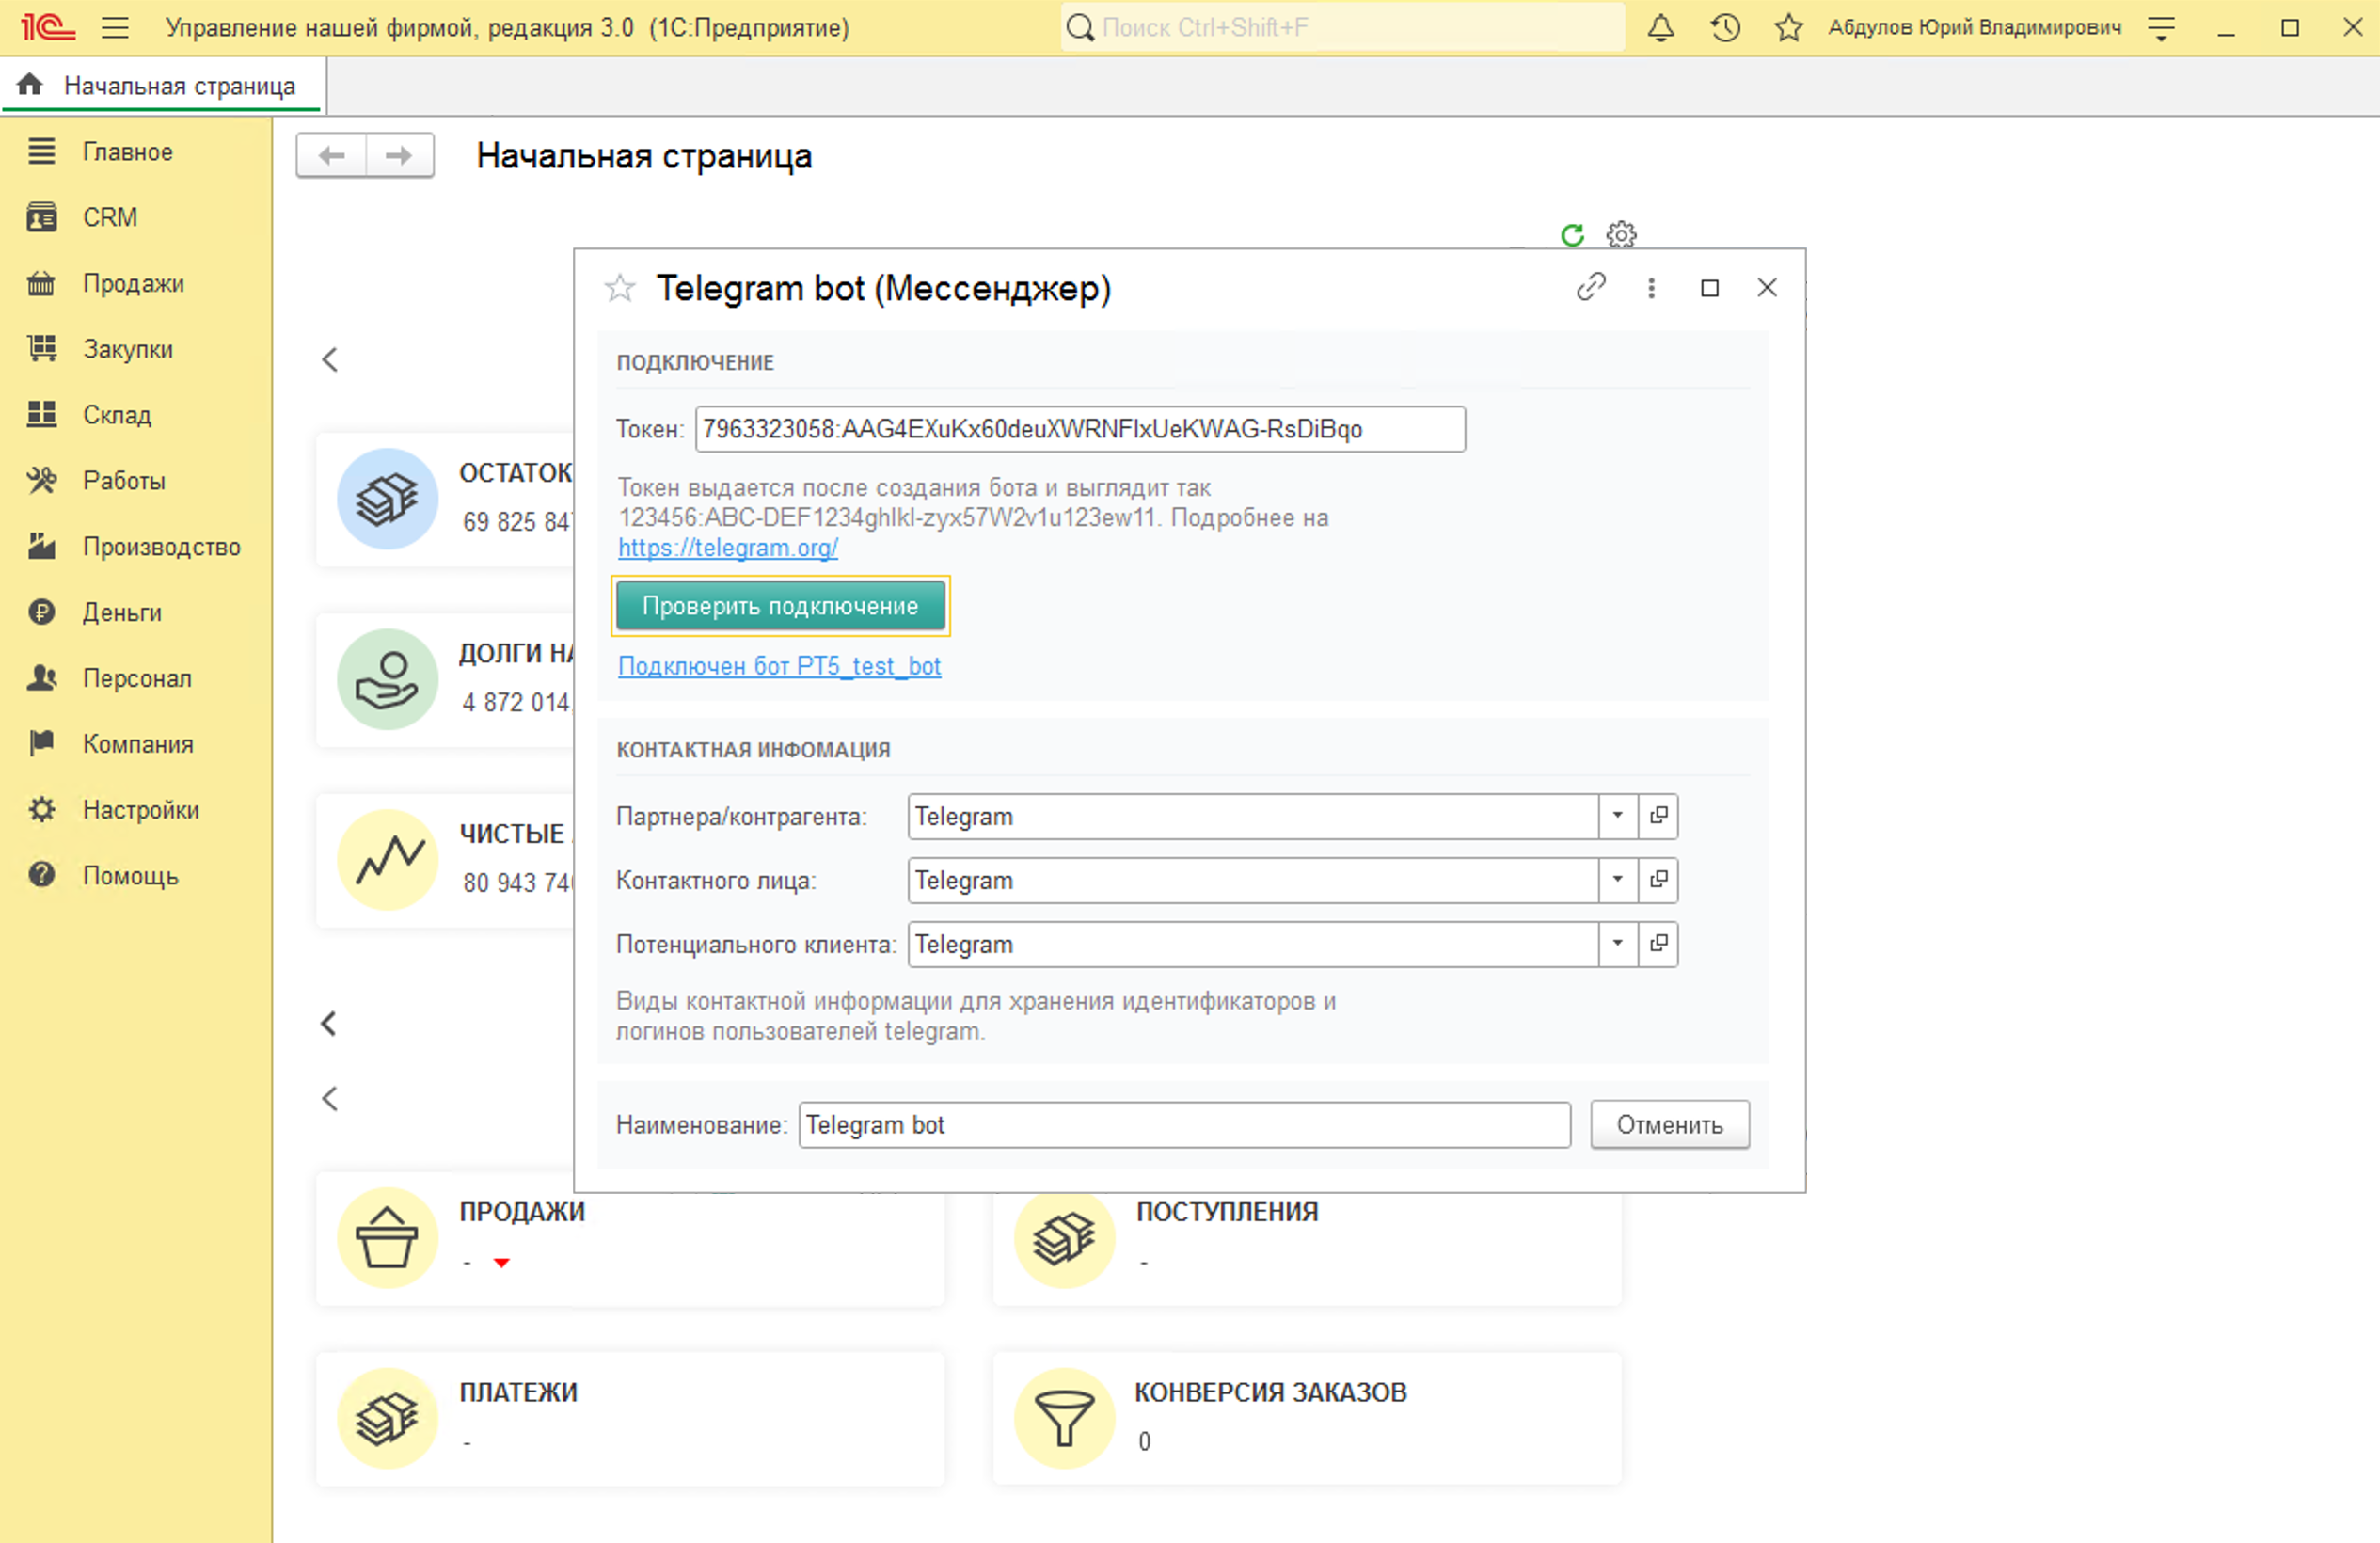 1С Управление нашей фирмой, редакция 3.0 (1С:Предприятие) Поиск Ctrl+Shift+F Абдулов Юрий Владимирович
Начальная страница
Главное
CRM
Продажи
Закупки
Склад
Работы
Производство
Деньги
Персонал
Компания
Настройки
Помощь
Начальная страница
ОСТАТОК
69 825 84
ДОЛГИ НА
4 872 014
ЧИСТЫЕ
80 943 74
Telegram bot (Мессенджер)
ПОДКЛЮЧЕНИЕ
Токен: 7963323058:AAG4EXuKx60deuXWRNFIxUeKWAG-RsDiBqo
Токен выдается после создания бота и выглядит так
123456:ABC-DEF1234ghIkl-zyx57W2v1u123ew11. Подробнее на
https://telegram.org/
Проверить подключение
Подключен бот PT5_test_bot
КОНТАКТНАЯ ИНФОМАЦИЯ
Партнера/контрагента: Telegram
Контактного лица: Telegram
Потенциального клиента: Telegram
Виды контактной информации для хранения идентификаторов и
логинов пользователей telegram.
Наименование: Telegram bot Отменить
ПРОДАЖИ
-
ПОСТУПЛЕНИЯ
-
ПЛАТЕЖИ
-
КОНВЕРСИЯ ЗАКАЗОВ
0